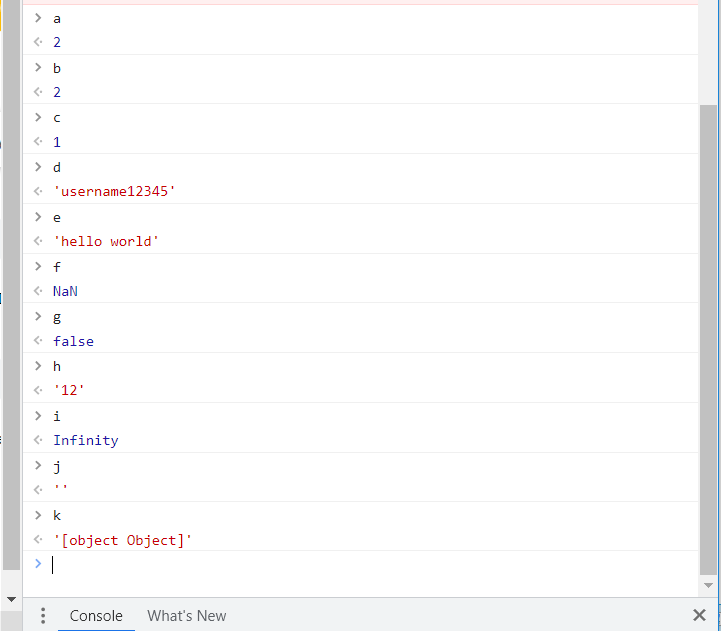 a
2
b
2
c
1
d
'username12345'
e
'hello world'
f
NaN
g
false
h
'12'
i
Infinity
j
''
k
'[object Object]'
Console What's New